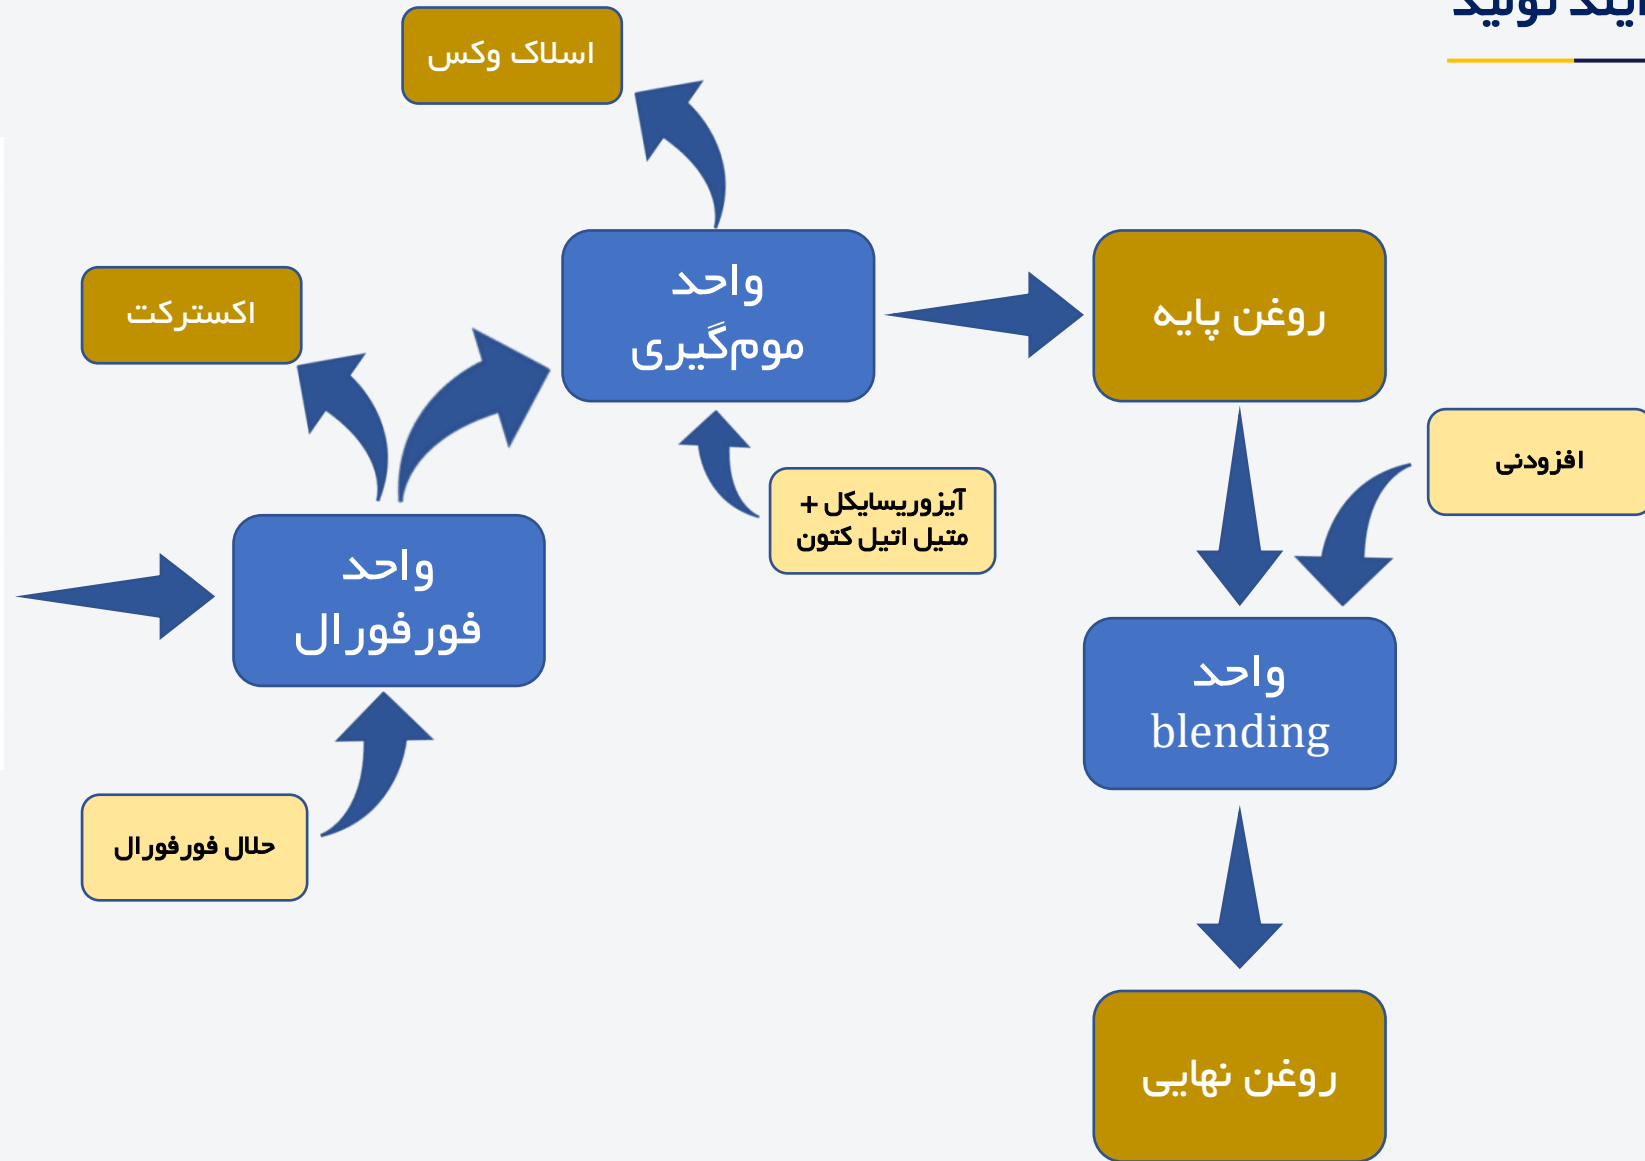 تولید
اسلاک وکس
واحد
موم‌گیری
روغن پایه
اکسترکت
افزودنی
آیزوریسایکل +
متیل اتیل کتون
واحد
فورفورال
واحد
blending
حلال فورفورال
روغن نهایی